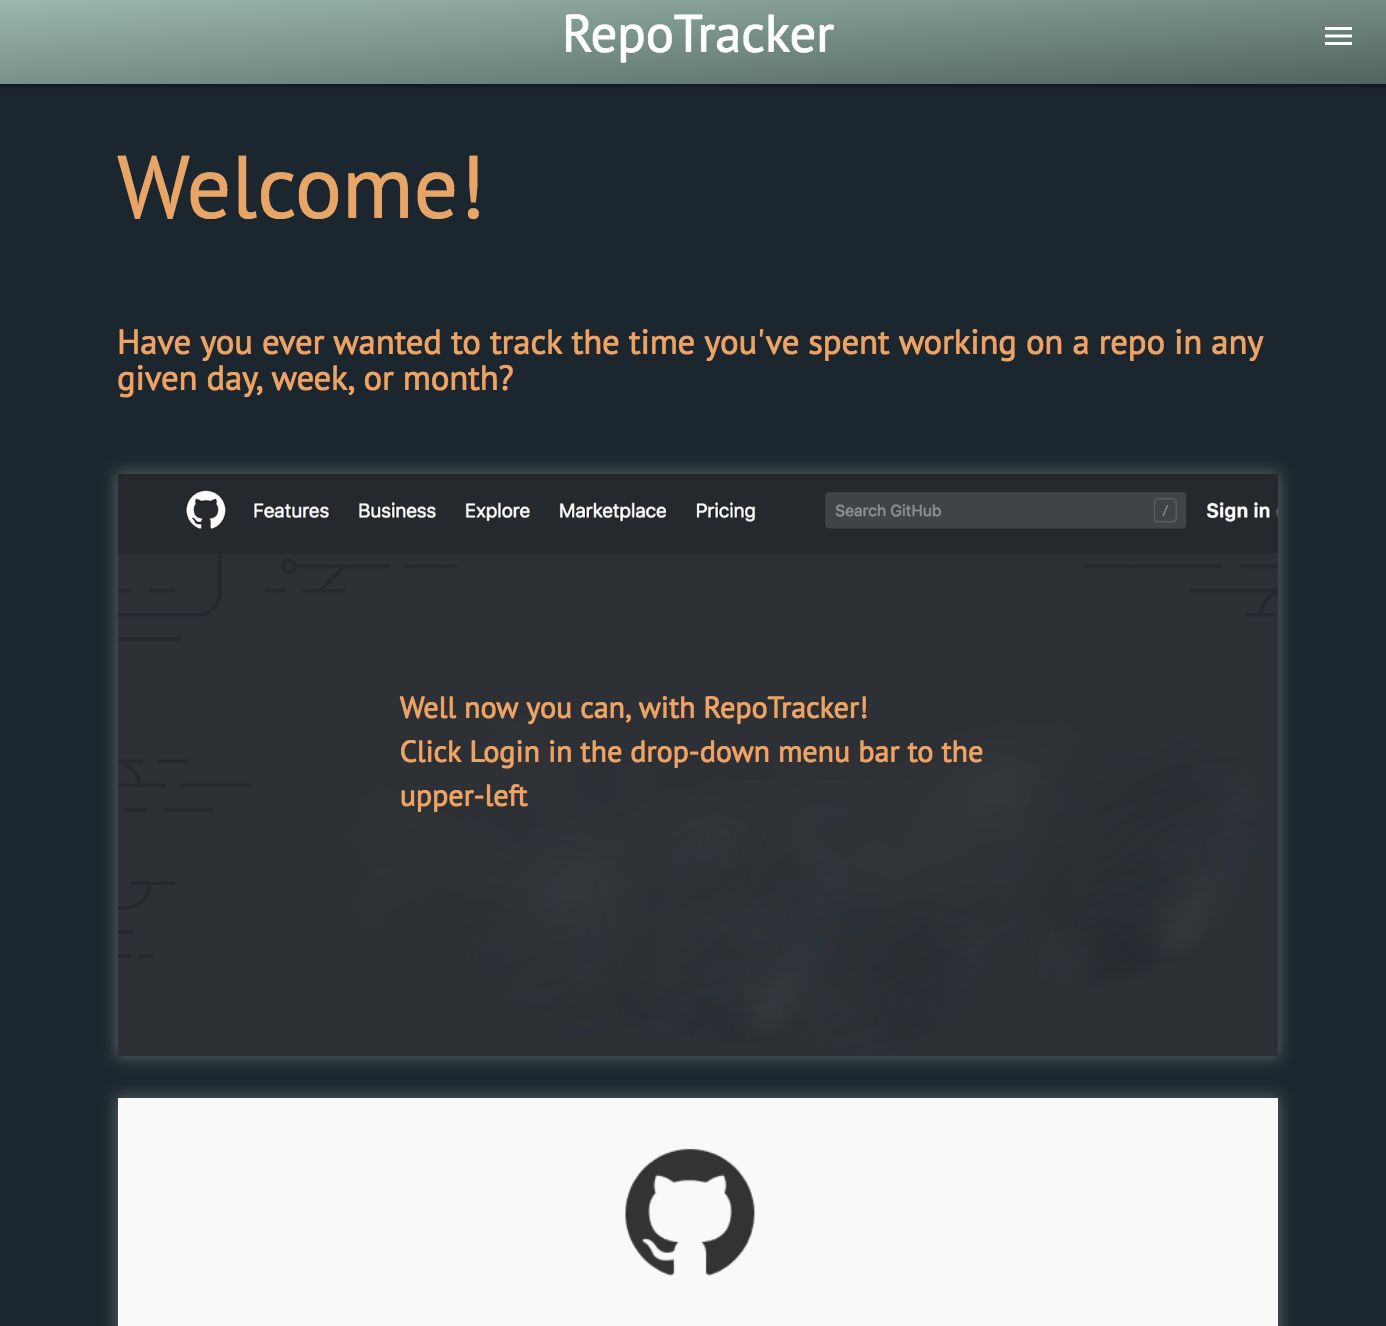 RepoTracker
Welcome!
Have you ever wanted to track the time you've spent working on a repo in any
given day, week, or month?
Features Business Explore Marketplace Pricing Search GitHub / Sign in
Well now you can, with RepoTracker!
Click Login in the drop-down menu bar to the
upper-left